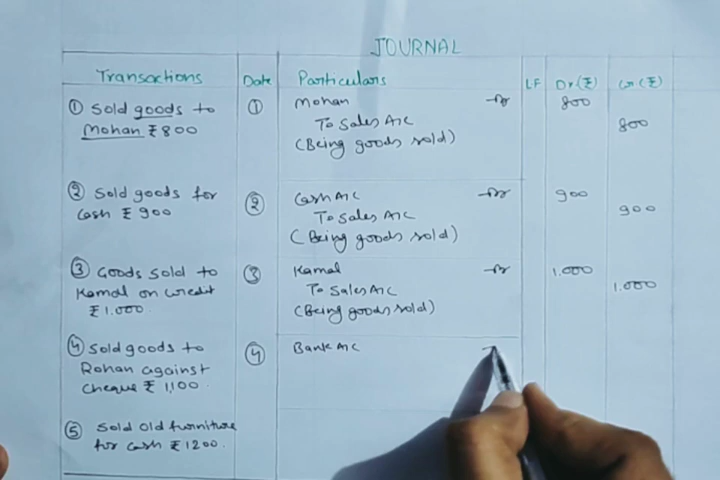 JOURNAL
Transactions Date Particulars LF Dr(₹) Cr(₹)
① Sold goods to ① Mohan Dr 800
Mohan ₹800 To Sales A/C 800
(Being goods sold)
② Sold goods for ② Cash A/C Dr 900
Cash ₹ 900 To Sales A/C 900
(Being goods sold)
③ Goods sold to ③ Kamal Dr 1,000
Kamal on credit To Sales A/C 1,000
₹1,000 (Being goods sold)
④ Sold goods to ④ Bank A/C
Rohan against
Cheque ₹ 1,100.
⑤ Sold old furniture
for cash ₹1200.